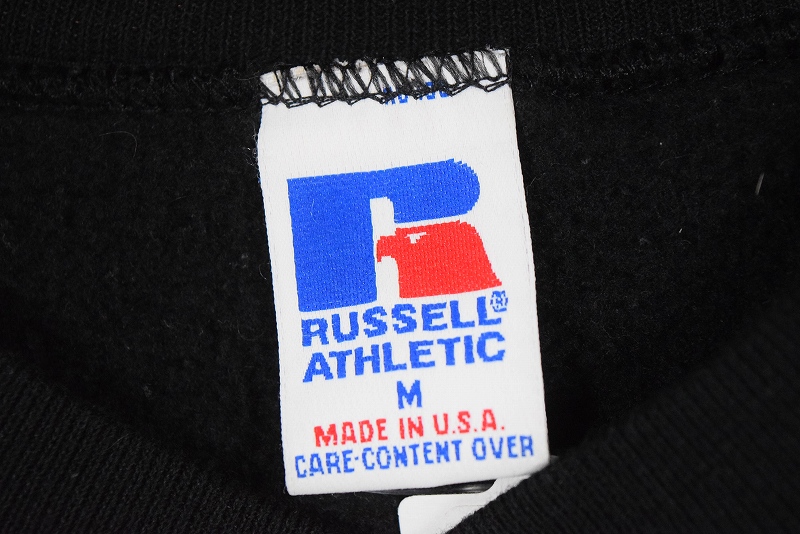 RUSSELL®
ATHLETIC
M
MADE IN U.S.A.
CARE-CONTENT OVER